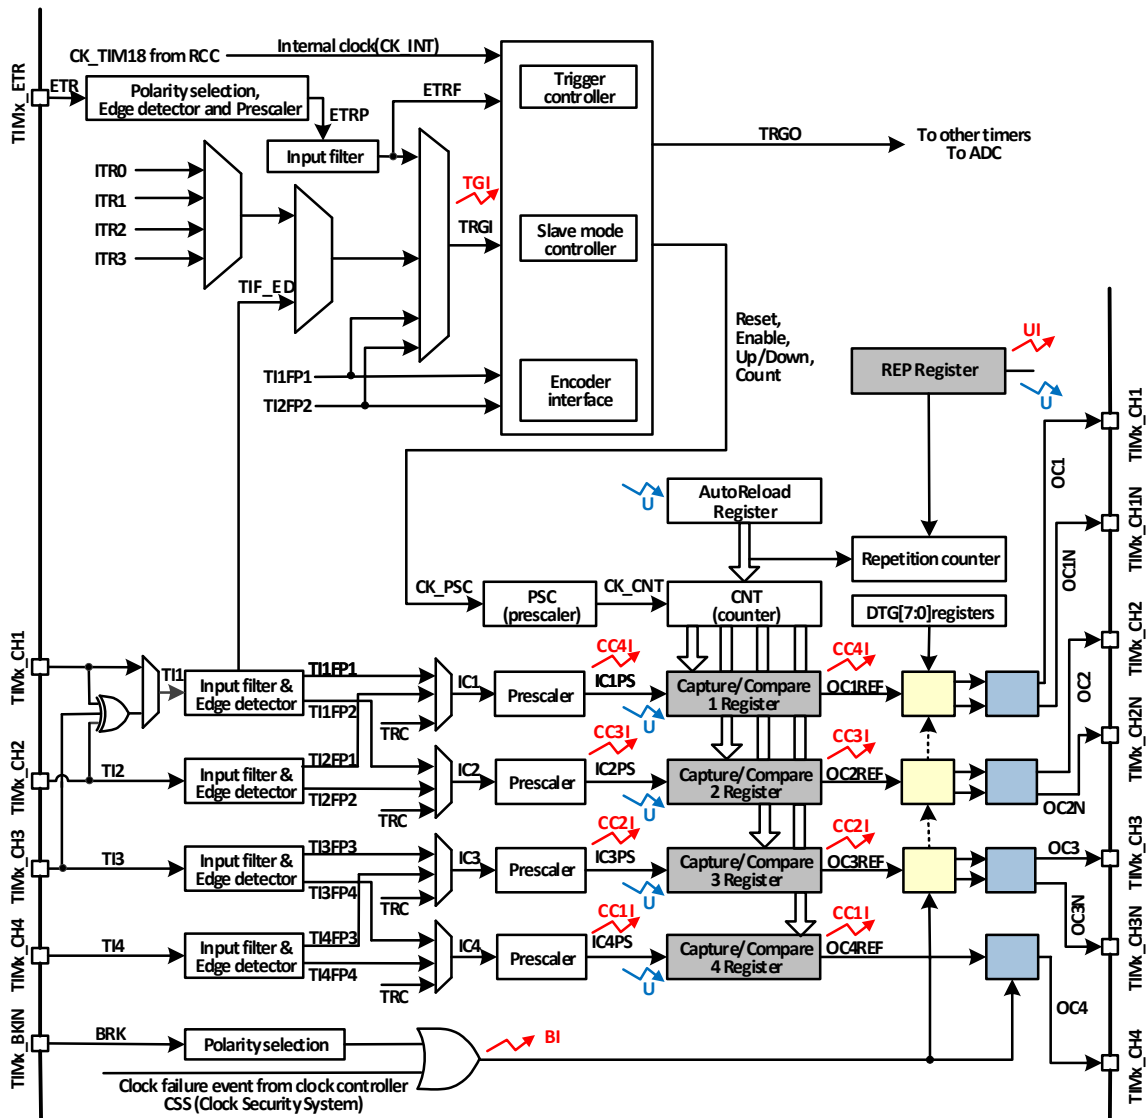 CK_TIM18 from RCC
Internal clock(CK_INT)
TIMx_ETR
ETR
Polarity selection,
Edge detector and Prescaler
ETRP
Input filter
ETRF
Trigger
controller
TRGO
To other timers
To ADC
ITR0
ITR1
ITR2
ITR3
TGI
TRGI
Slave mode
controller
TIF_ED
Reset,
Enable,
Up/Down,
Count
TI1FP1
TI2FP2
Encoder
interface
UI
REP Register
U
TIMx_CH1
OC1
U
AutoReload
Register
TIMx_CH1N
OC1N
Repetition counter
CK_PSC
PSC
(prescaler)
CK_CNT
CNT
(counter)
DTG[7:0]registers
TIMx_CH2
OC2
TIMx_CH1
TI1
Input filter &
Edge detector
TI1FP1
TI1FP2
TRC
IC1
Prescaler
CC4I
IC1PS
U
Capture/Compare
1 Register
CC4I
OC1REF
TIMx_CH2N
OC2N
TIMx_CH2
TI2
Input filter &
Edge detector
TI2FP1
TI2FP2
TRC
IC2
Prescaler
CC3I
IC2PS
U
Capture/Compare
2 Register
CC3I
OC2REF
TIMx_CH3
TI3
Input filter &
Edge detector
TI3FP3
TI3FP4
TRC
IC3
Prescaler
CC2I
IC3PS
U
Capture/Compare
3 Register
CC2I
OC3REF
OC3
TIMx_CH3
OC3N
TIMx_CH3N
TIMx_CH4
TI4
Input filter &
Edge detector
TI4FP3
TI4FP4
TRC
IC4
Prescaler
CC1I
IC4PS
U
Capture/Compare
4 Register
CC1I
OC4REF
OC4
TIMx_CH4
TIMx_BKIN
BRK
Polarity selection
BI
Clock failure event from clock controller
CSS (Clock Security System)